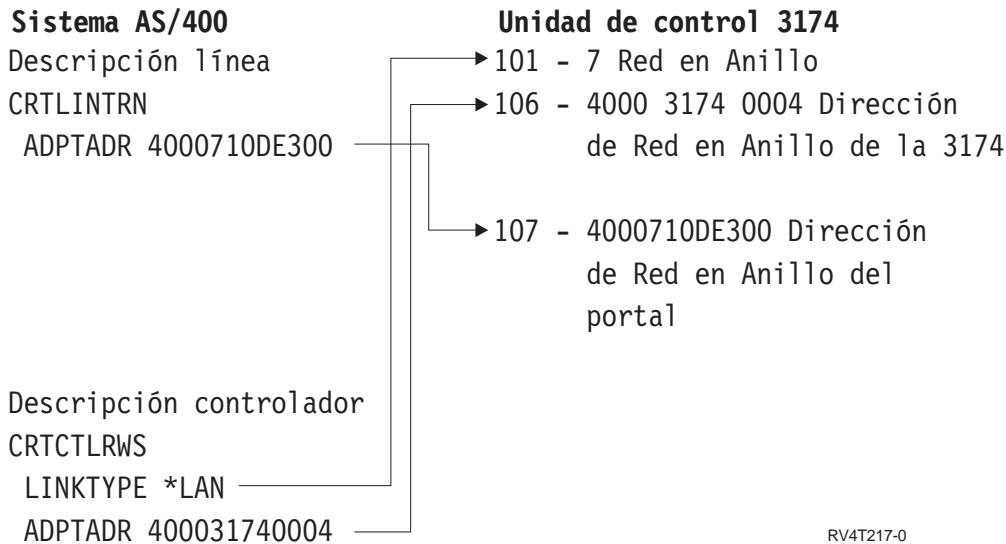 Sistema AS/400
Descripción línea
CRTLINTRN
ADPTADR 4000710DE300
Descripción controlador
CRTCTLRWS
LINKTYPE *LAN
ADPTADR 400031740004
Unidad de control 3174
101 - 7 Red en Anillo
106 - 4000 3174 0004 Dirección
de Red en Anillo de la 3174
107 - 4000710DE300 Dirección
de Red en Anillo del
portal
RV4T217-0